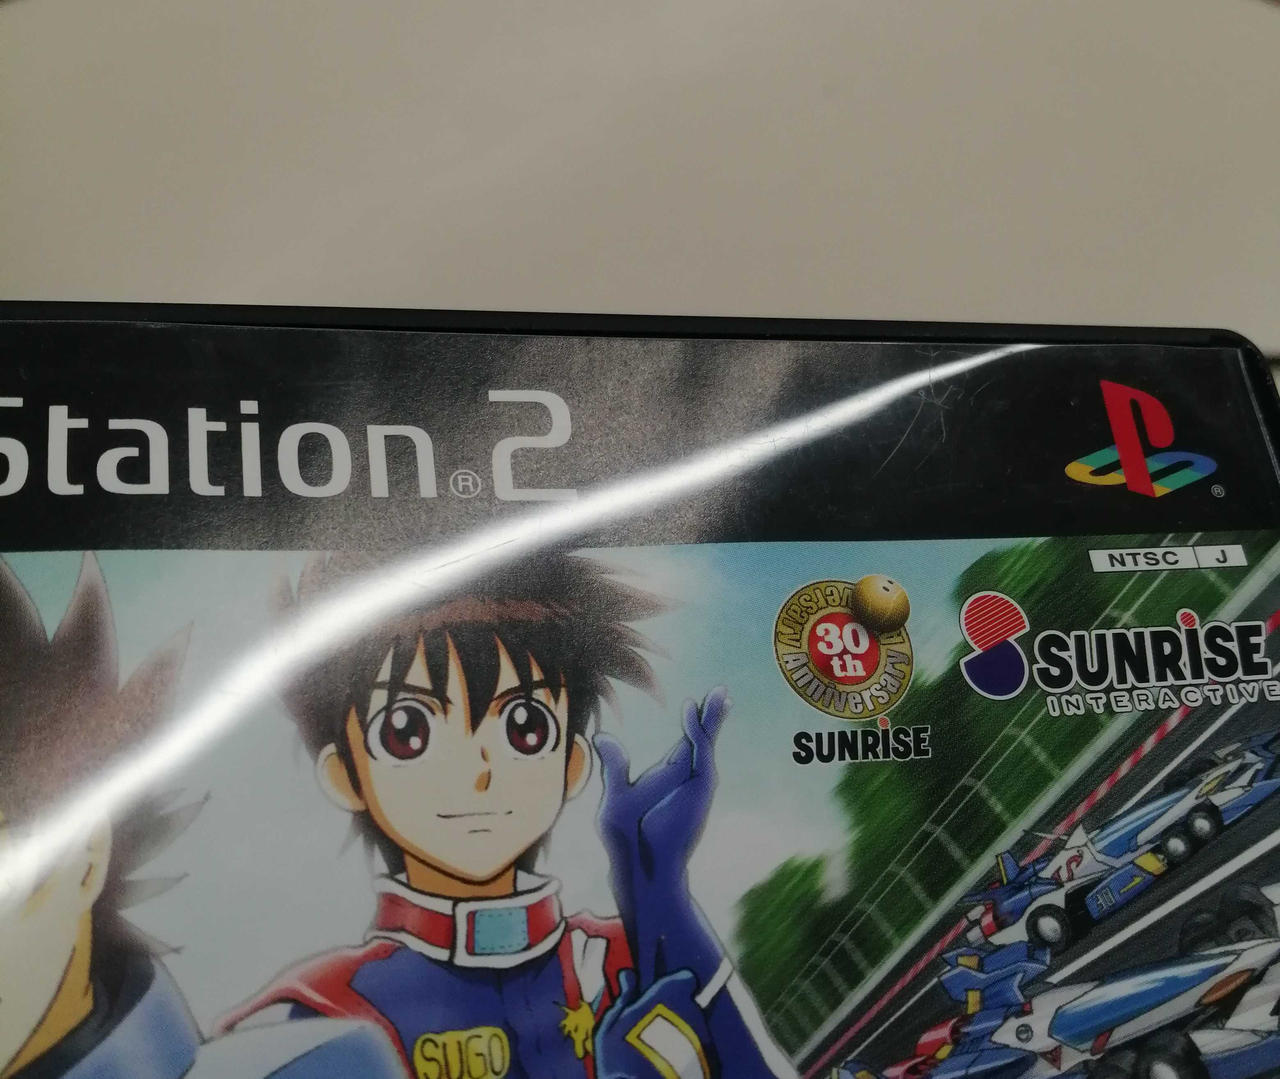 Station®2
®
NTSC J
30th
Anniversary
SUNRISE
SUNRISE
INTERACTIVE
SUGO